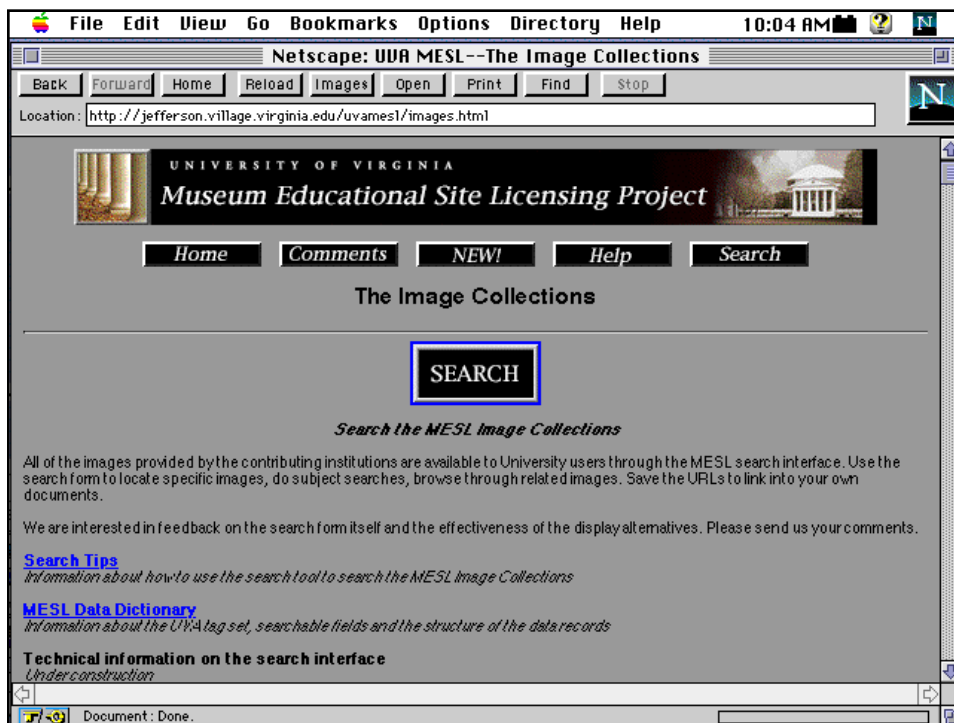 File Edit View Go Bookmarks Options Directory Help 10:04 AM
Netscape: UVA MESL--The Image Collections
Back Forward Home Reload Images Open Print Find Stop
N
Location: http://jefferson.village.virginia.edu/uvamesl/images.html
UNIVERSITY OF VIRGINIA
Museum Educational Site Licensing Project
Home Comments NEW! Help Search
The Image Collections
SEARCH
Search the MESL Image Collections
All of the images provided by the contributing institutions are available to University users through the MESL search interface. Use the
search form to locate specific images, do subject searches, browse through related images. Save the URLs to link into your own
documents.
We are interested in feedback on the search form itself and the effectiveness of the display alternatives. Please send us your comments.
Search Tips
Information about how to use the search tool to search the MESL Image Collections
MESL Data Dictionary
Information about the UVA tag set, searchable fields and the structure of the data records
Technical information on the search interface
Under construction
Document: Done.